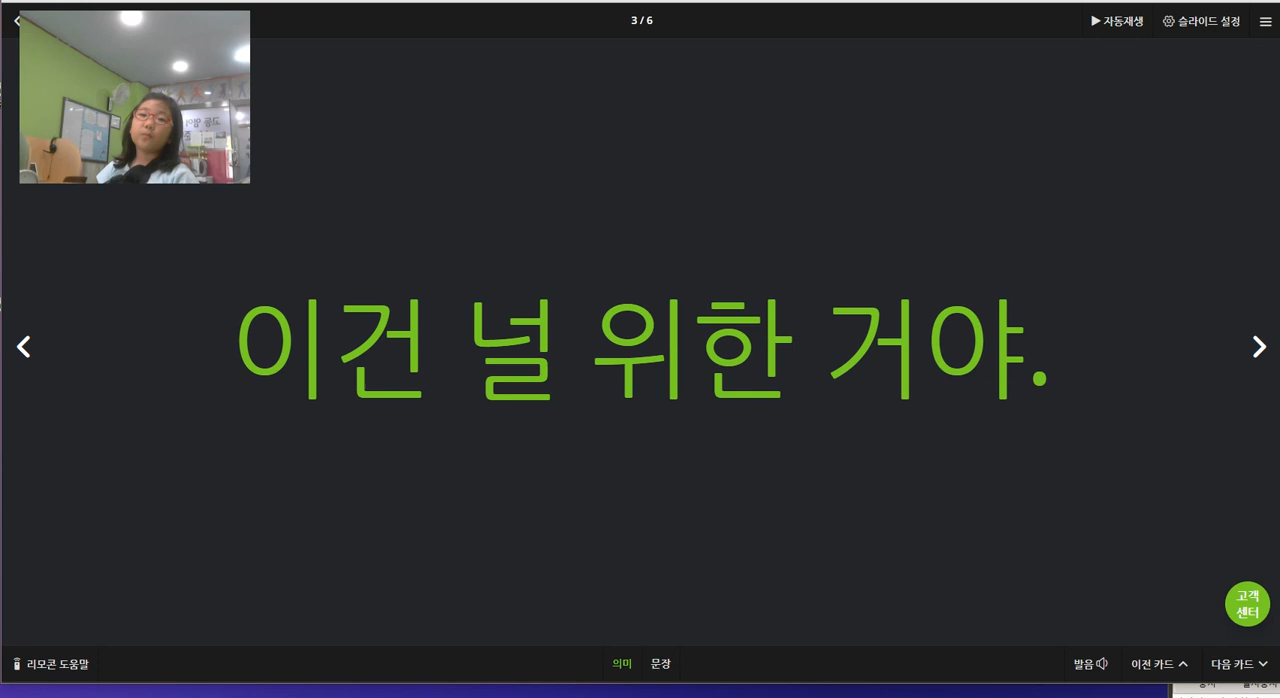 3 / 6
자동재생
슬라이드 설정
이건 널 위한 거야.
고객
센터
리모콘 도움말
의미
문장
발음
이전 카드
다음 카드